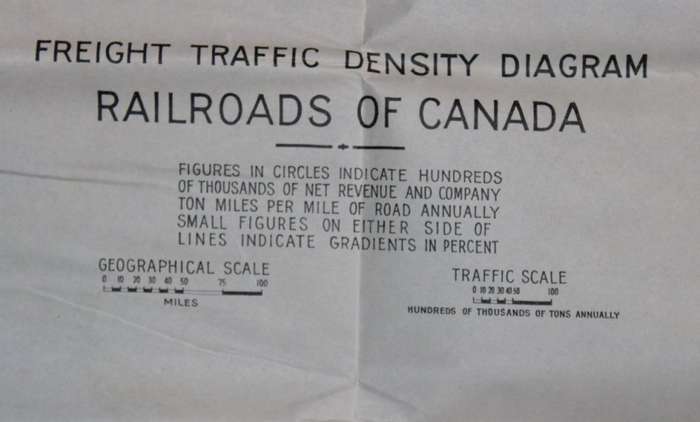 FREIGHT TRAFFIC DENSITY DIAGRAM
RAILROADS OF CANADA
FIGURES IN CIRCLES INDICATE HUNDREDS
OF THOUSANDS OF NET REVENUE AND COMPANY
TON MILES PER MILE OF ROAD ANNUALLY
SMALL FIGURES ON EITHER SIDE OF
LINES INDICATE GRADIENTS IN PERCENT
GEOGRAPHICAL SCALE
0 10 20 30 40 50 75 100
MILES
TRAFFIC SCALE
0 10 20 30 40 50 100
HUNDREDS OF THOUSANDS OF TONS ANNUALLY